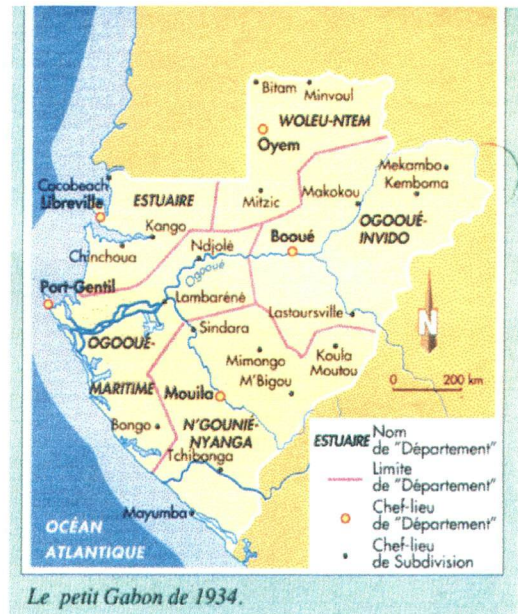 Bitam
Minvoul
WOLEU-NTEM
Oyem
Mekambo
Kemboma
Cocobeach
Libreville
ESTUAIRE
Mitzic
Makokou
OGOOUÉ-
INVIDO
Kango
Chinchoua
Ndjolé
Booué
Ogooué
Port-Gentil
Lambaréné
Lastoursville
N
OGOOUÉ-
MARITIME
Sindara
Mimongo
Koula
Moutou
M'Bigou
Mouila
0 200 km
Bongo
N'GOUNIÉ-
NYANGA
Tchibanga
Mayumba
OCÉAN
ATLANTIQUE
ESTUAIRE Nom
de "Département"
Limite
de "Département"
Chef-lieu
de "Département"
Chef-lieu
de Subdivision
Le petit Gabon de 1934.